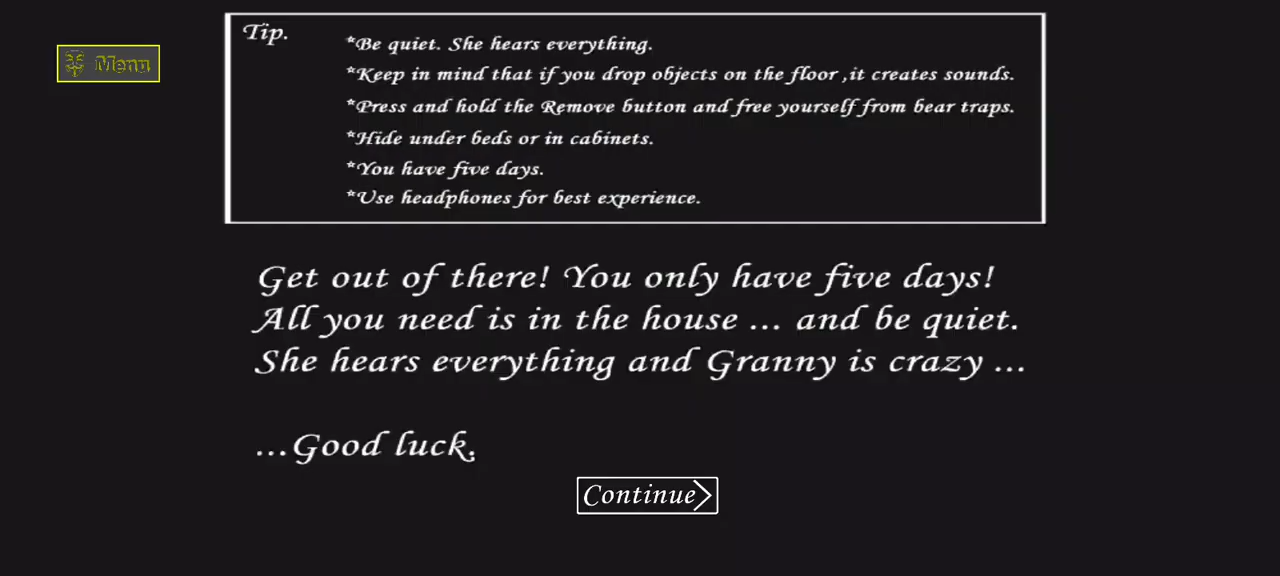 Menu
Tip.
*Be quiet. She hears everything.
*Keep in mind that if you drop objects on the floor ,it creates sounds.
*Press and hold the Remove button and free yourself from bear traps.
*Hide under beds or in cabinets.
*You have five days.
*Use headphones for best experience.
Get out of there! You only have five days!
All you need is in the house ... and be quiet.
She hears everything and Granny is crazy ...
...Good luck.
Continue